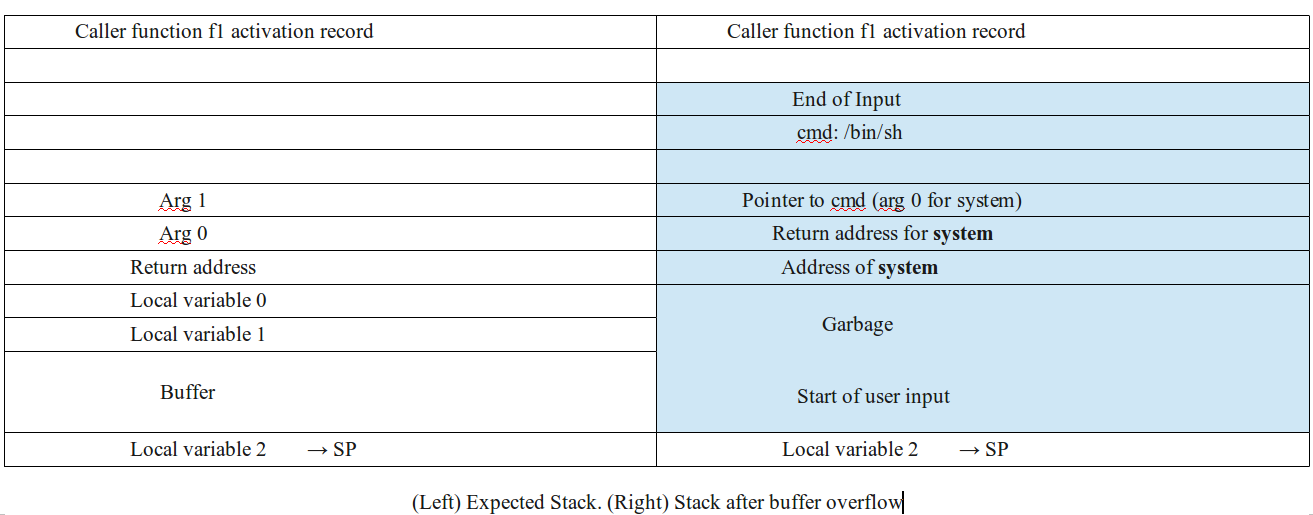 Caller function f1 activation record Caller function f1 activation record
End of Input
cmd: /bin/sh
Arg 1 Pointer to cmd (arg 0 for system)
Arg 0 Return address for system
Return address Address of system
Local variable 0
Garbage
Local variable 1
Buffer Start of user input
Local variable 2 → SP Local variable 2 → SP
(Left) Expected Stack. (Right) Stack after buffer overflow